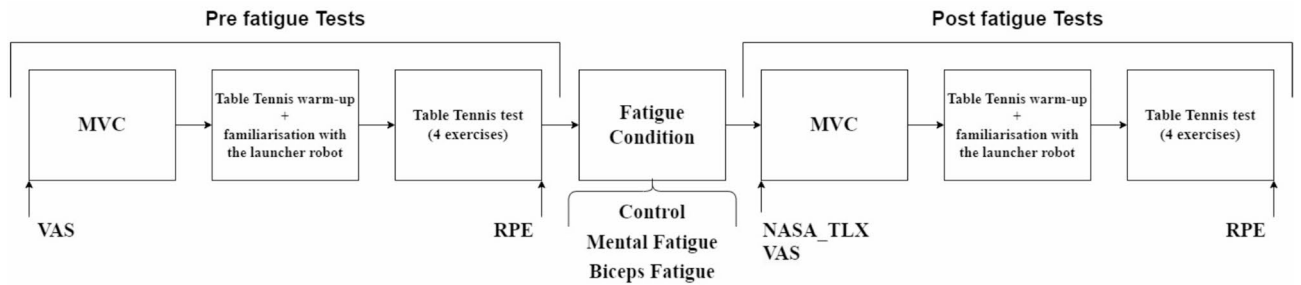 Pre fatigue Tests
Post fatigue Tests
MVC
Table Tennis warm-up
+
familiarisation with
the launcher robot
Table Tennis test
(4 exercises)
Fatigue
Condition
MVC
Table Tennis warm-up
+
familiarisation with
the launcher robot
Table Tennis test
(4 exercises)
VAS
RPE
Control
Mental Fatigue
Biceps Fatigue
NASA_TLX
VAS
RPE